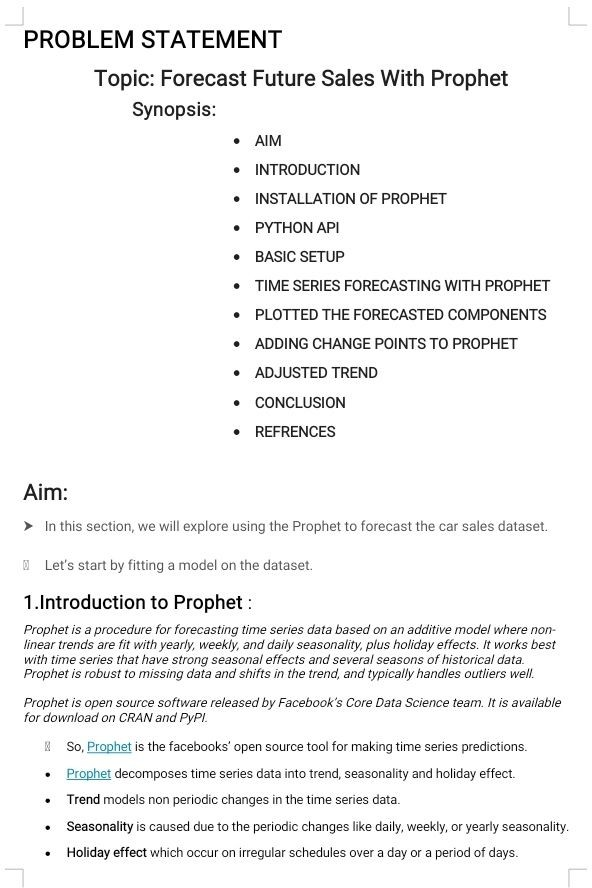 PROBLEM STATEMENT
Topic: Forecast Future Sales With Prophet
Synopsis:
• AIM
• INTRODUCTION
• INSTALLATION OF PROPHET
• PYTHON API
• BASIC SETUP
• TIME SERIES FORECASTING WITH PROPHET
• PLOTTED THE FORECASTED COMPONENTS
• ADDING CHANGE POINTS TO PROPHET
• ADJUSTED TREND
• CONCLUSION
• REFRENCES
Aim:
➤ In this section, we will explore using the Prophet to forecast the car sales dataset.
Let's start by fitting a model on the dataset.
1.Introduction to Prophet :
Prophet is a procedure for forecasting time series data based on an additive model where non-
linear trends are fit with yearly, weekly, and daily seasonality, plus holiday effects. It works best
with time series that have strong seasonal effects and several seasons of historical data.
Prophet is robust to missing data and shifts in the trend, and typically handles outliers well.
Prophet is open source software released by Facebook's Core Data Science team. It is available
for download on CRAN and PyPI.
So, Prophet is the facebooks' open source tool for making time series predictions.
• Prophet decomposes time series data into trend, seasonality and holiday effect.
• Trend models non periodic changes in the time series data.
• Seasonality is caused due to the periodic changes like daily, weekly, or yearly seasonality.
• Holiday effect which occur on irregular schedules over a day or a period of days.